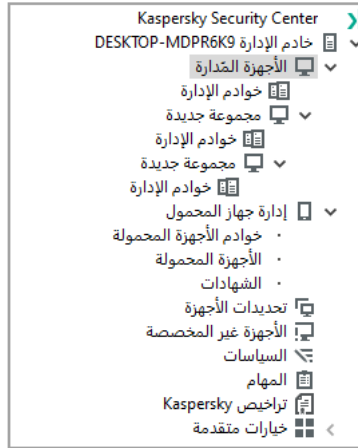 Kaspersky Security Center
خادم الإدارة DESKTOP-MDPR6K9
الأجهزة المُدارة
خوادم الإدارة
مجموعة جديدة
خوادم الإدارة
مجموعة جديدة
خوادم الإدارة
إدارة جهاز المحمول
خوادم الأجهزة المحمولة
الأجهزة المحمولة
الشهادات
تحديدات الأجهزة
الأجهزة غير المخصصة
السياسات
المهام
تراخيص Kaspersky
خيارات متقدمة